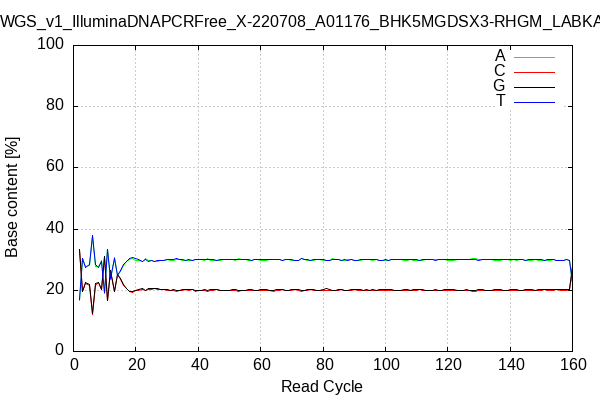 WGS_v1_IlluminaDNAPCRFree_X-220708_A01176_BHK5MGDSX3-RHGM_LABKA
100
80
60
40
20
0
Base content [%]
A
C
G
T
0 20 40 60 80 100 120 140 160
Read Cycle